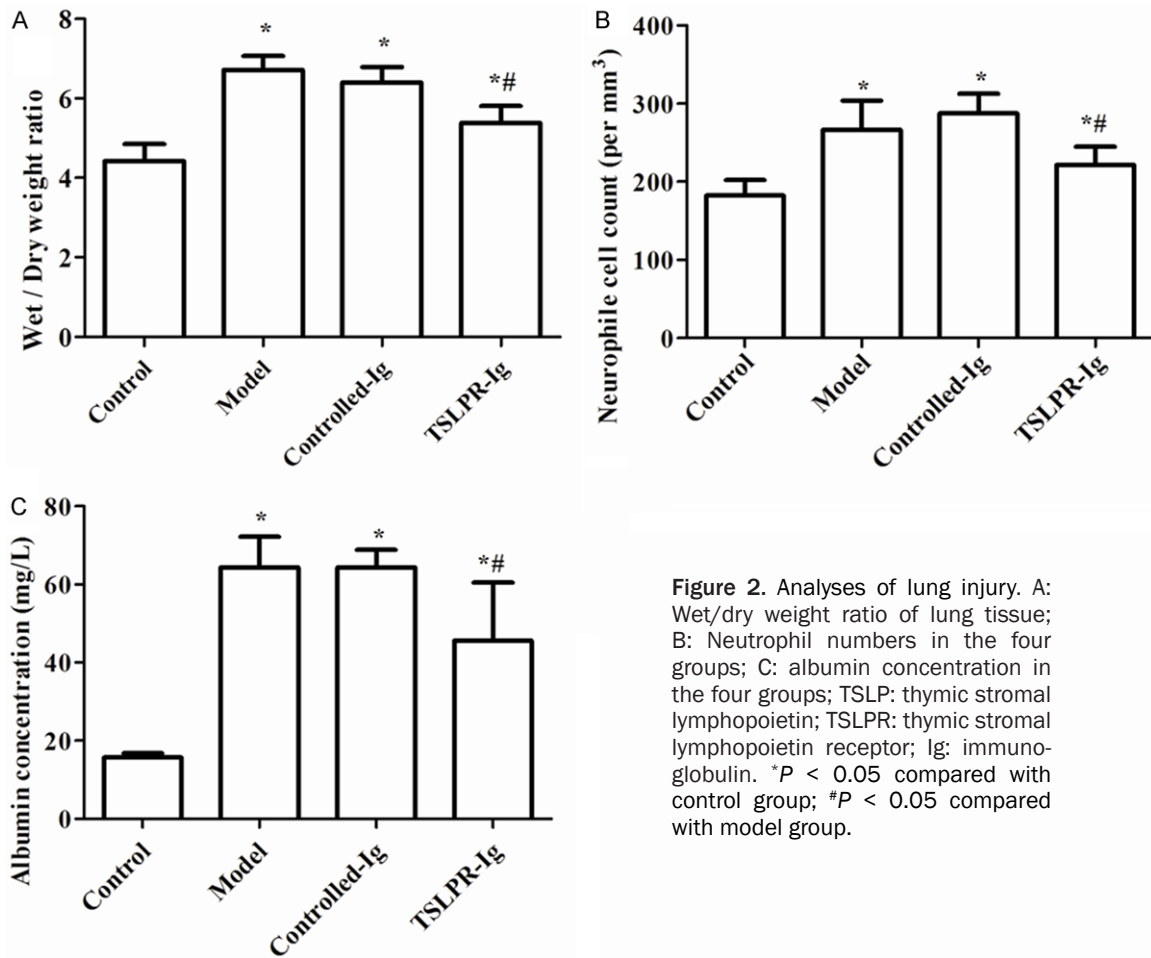 A
Wet / Dry weight ratio
8
6
4
2
0
*
*
*#
Control
Model
Controlled-Ig
TSLPR-Ig
B
Neurophile cell count (per mm³)
400
300
200
100
0
*
*
*#
Control
Model
Controlled-Ig
TSLPR-Ig
C
Albumin concentration (mg/L)
80
60
40
20
0
*
*
*#
Control
Model
Controlled-Ig
TSLPR-Ig
Figure 2. Analyses of lung injury. A:
Wet/dry weight ratio of lung tissue;
B: Neutrophil numbers in the four
groups; C: albumin concentration in
the four groups; TSLP: thymic stromal
lymphopoietin; TSLPR: thymic stromal
lymphopoietin receptor; Ig: immuno-
globulin. *P < 0.05 compared with
control group; #P < 0.05 compared
with model group.